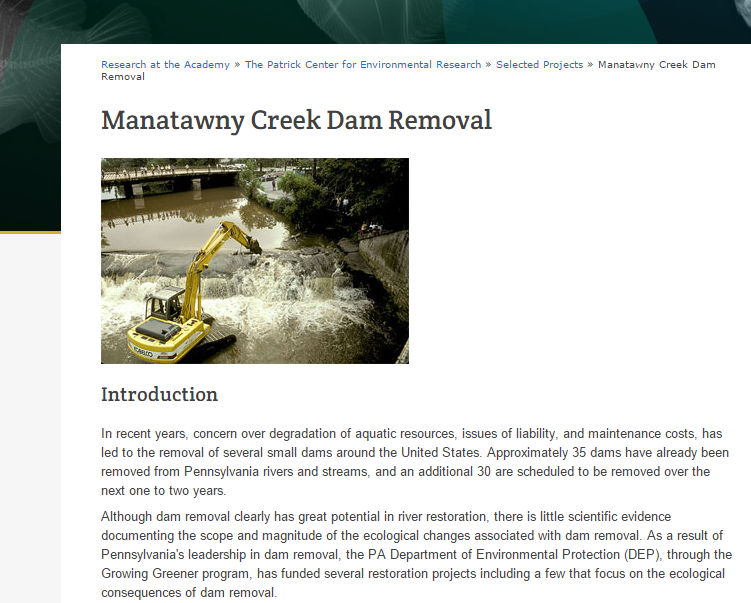 Research at the Academy » The Patrick Center for Environmental Research » Selected Projects » Manatawny Creek Dam
Removal
Manatawny Creek Dam Removal
KOBELCO
Introduction
In recent years, concern over degradation of aquatic resources, issues of liability, and maintenance costs, has
led to the removal of several small dams around the United States. Approximately 35 dams have already been
removed from Pennsylvania rivers and streams, and an additional 30 are scheduled to be removed over the
next one to two years.
Although dam removal clearly has great potential in river restoration, there is little scientific evidence
documenting the scope and magnitude of the ecological changes associated with dam removal. As a result of
Pennsylvania's leadership in dam removal, the PA Department of Environmental Protection (DEP), through the
Growing Greener program, has funded several restoration projects including a few that focus on the ecological
consequences of dam removal.